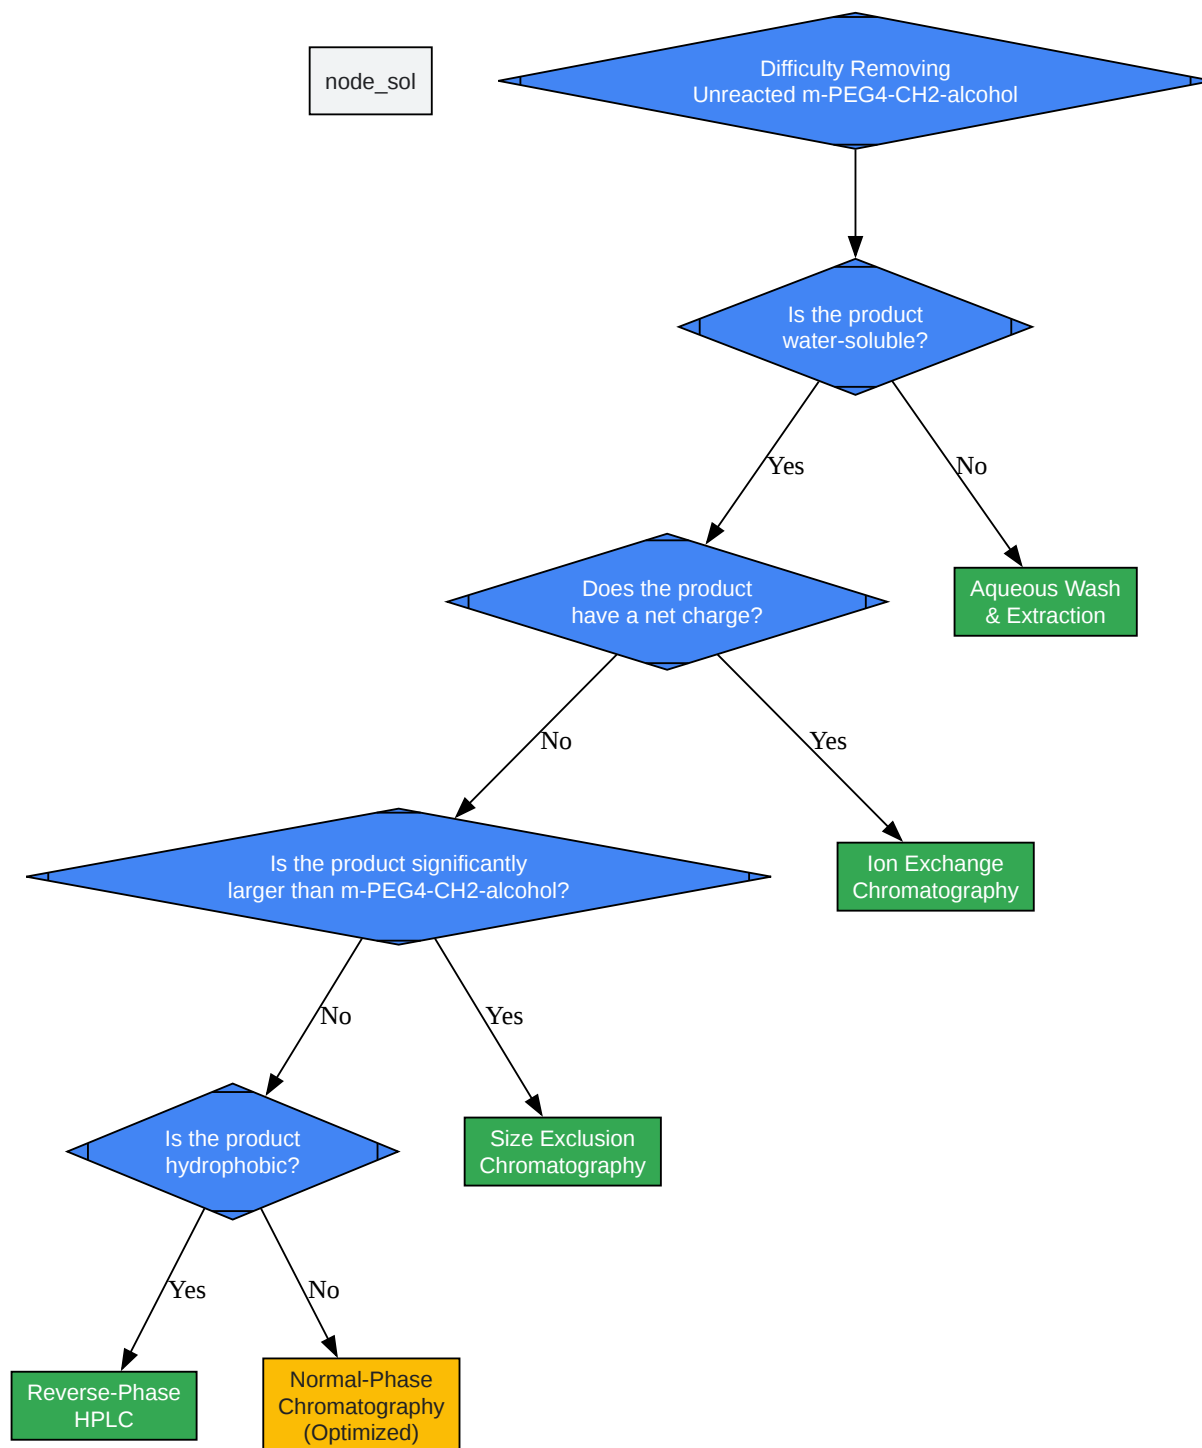 node_sol
Difficulty Removing
Unreacted m-PEG4-CH2-alcohol
Is the product
water-soluble?
Yes
No
Does the product
have a net charge?
Aqueous Wash
& Extraction
No
Yes
Is the product significantly
larger than m-PEG4-CH2-alcohol?
Ion Exchange
Chromatography
No
Yes
Is the product
hydrophobic?
Size Exclusion
Chromatography
Yes
No
Reverse-Phase
HPLC
Normal-Phase
Chromatography
(Optimized)